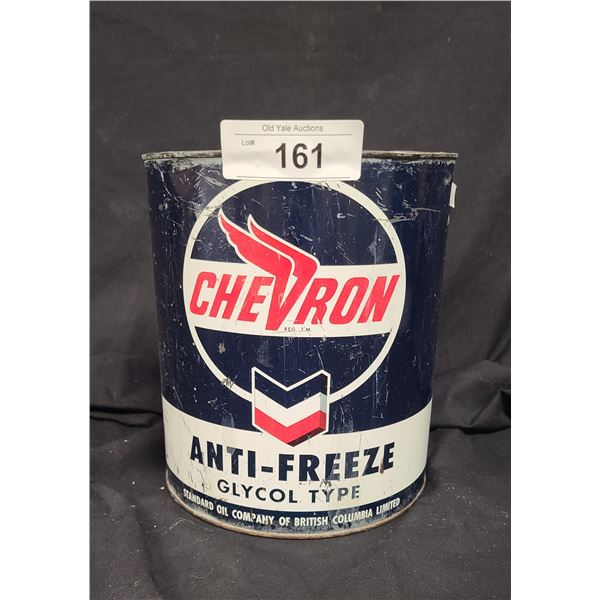 Old Yale Auctions
Lot#:
161
CHEVRON
REG. T.M.
ANTI-FREEZE
GLYCOL TYPE
STANDARD OIL COMPANY OF BRITISH COLUMBIA LIMITED